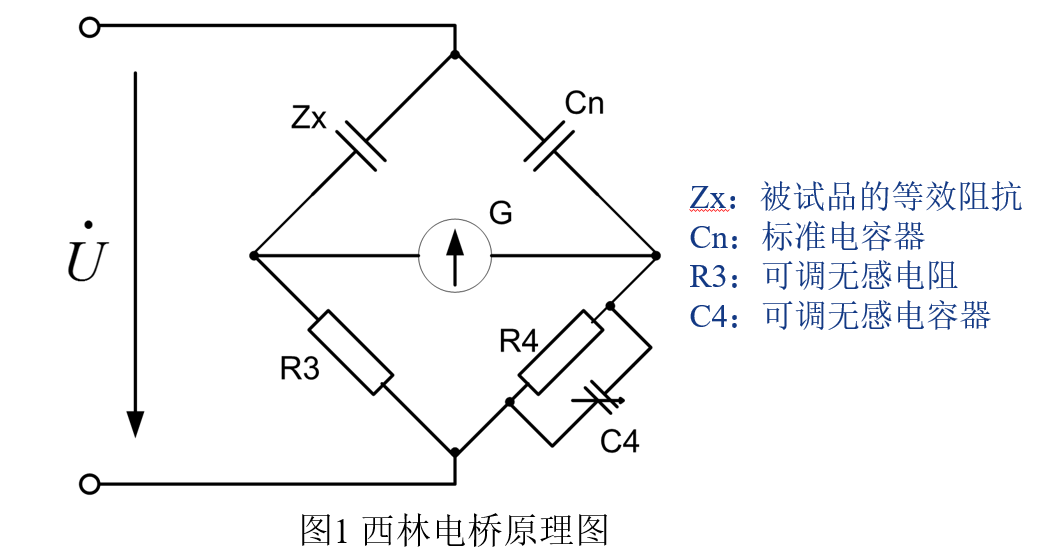 Zx
Cn
G
U̇
R3
R4
C4
Zx：被试品的等效阻抗
Cn：标准电容器
R3：可调无感电阻
C4：可调无感电容器
图1 西林电桥原理图